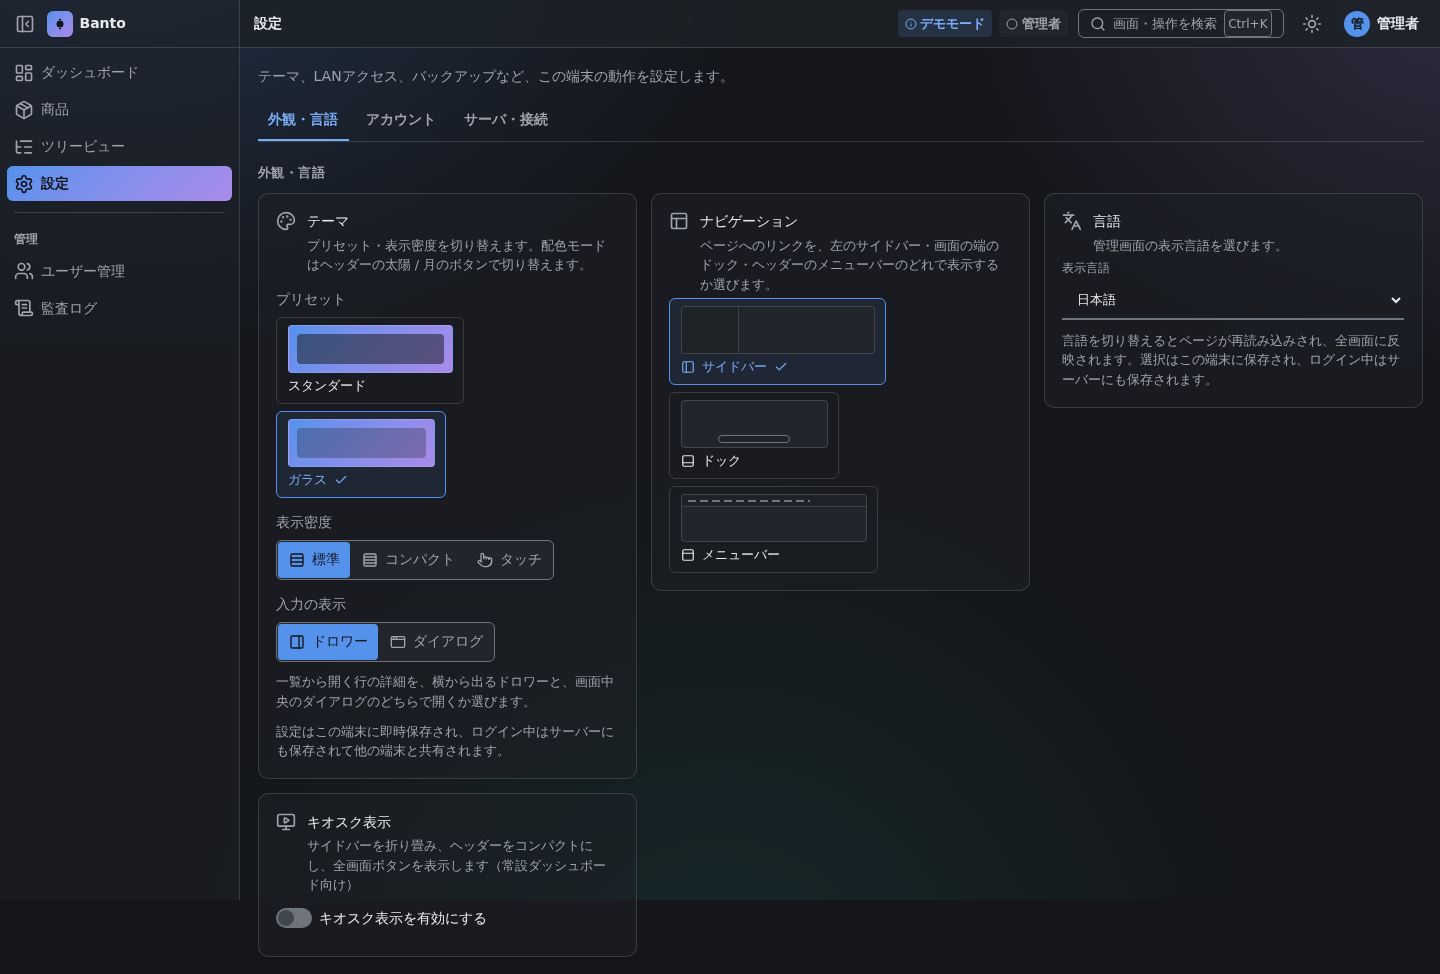 Banto
設定
デモモード
管理者
画面・操作を検索 Ctrl+K
管 管理者
ダッシュボード
商品
ツリービュー
設定
管理
ユーザー管理
監査ログ
テーマ、LANアクセス、バックアップなど、この端末の動作を設定します。
外観・言語 アカウント サーバ・接続
外観・言語
テーマ
プリセット・表示密度を切り替えます。配色モード
はヘッダーの太陽 / 月のボタンで切り替えます。
プリセット
スタンダード
ガラス
表示密度
標準 コンパクト タッチ
入力の表示
ドロワー ダイアログ
一覧から開く行の詳細を、横から出るドロワーと、画面中
央のダイアログのどちらで開くか選びます。
設定はこの端末に即時保存され、ログイン中はサーバーに
も保存されて他の端末と共有されます。
ナビゲーション
ページへのリンクを、左のサイドバー・画面の端の
ドック・ヘッダーのメニューバーのどれで表示する
か選びます。
サイドバー
ドック
メニューバー
言語
管理画面の表示言語を選びます。
表示言語
日本語
言語を切り替えるとページが再読み込みされ、全画面に反
映されます。選択はこの端末に保存され、ログイン中はサ
ーバーにも保存されます。
キオスク表示
サイドバーを折り畳み、ヘッダーをコンパクトに
し、全画面ボタンを表示します（常設ダッシュボー
ド向け）
キオスク表示を有効にする